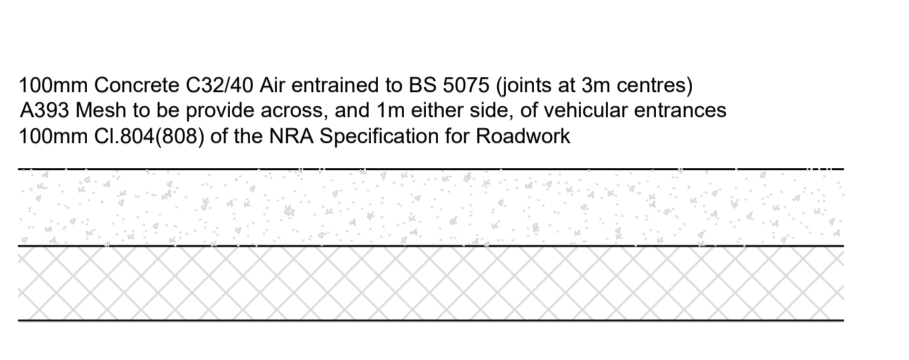 100mm Concrete C32/40 Air entrained to BS 5075 (joints at 3m centres)
A393 Mesh to be provide across, and 1m either side, of vehicular entrances
100mm Cl.804(808) of the NRA Specification for Roadwork